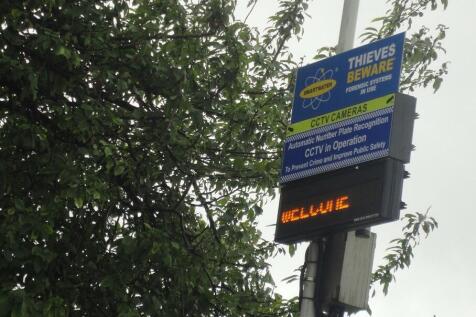 THIEVES
BEWARE
SMARTWATER
FORENSIC SYSTEMS
IN USE
CCTV CAMERAS
Automatic Number Plate Recognition
CCTV in Operation
To Prevent Crime and Improve Public Safety
WELCOME